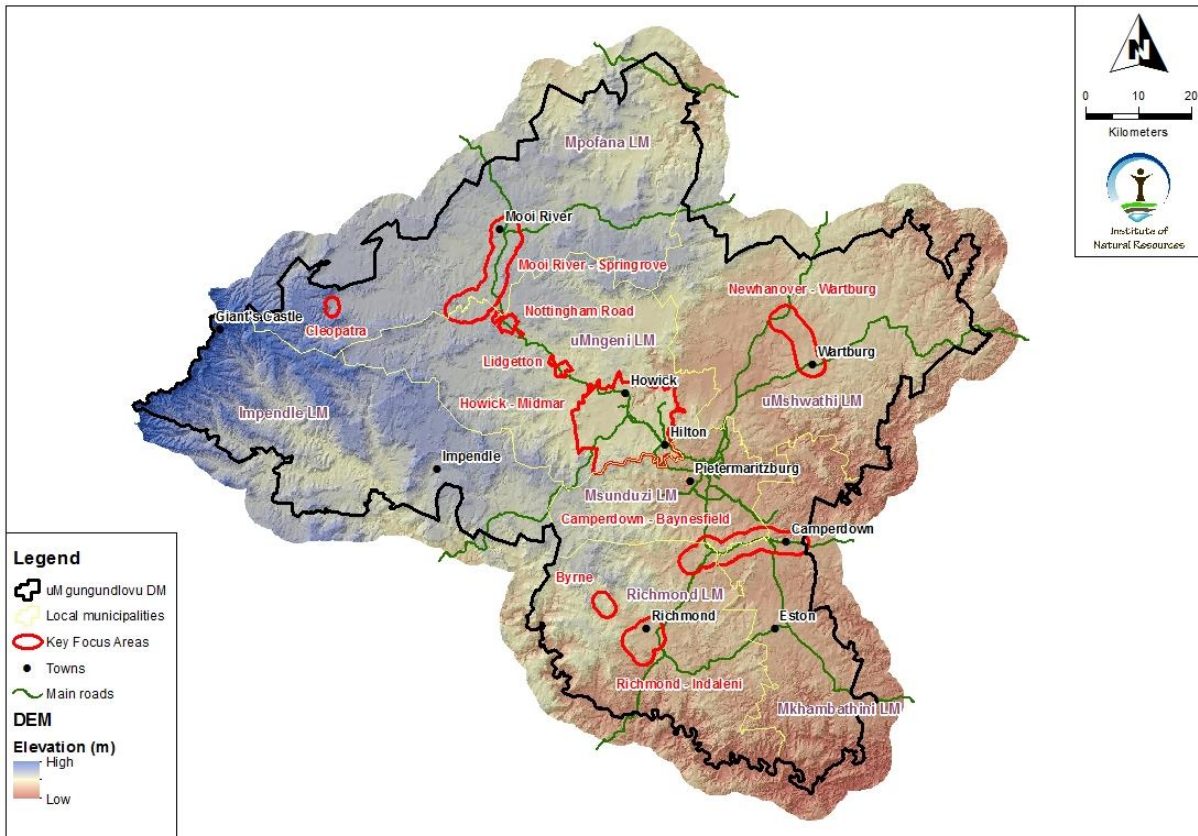 N
0 10 20
Kilometers
Institute of
Natural Resources
Mpofana LM
Mooi River
Mooi River - Springrove
Newhanover - Wartburg
Giant's Castle
Cleopatra
Nottingham Road
uMngeni LM
Lidgetton
Wartburg
Howick
Howick - Midmar
uMshwathi LM
Impendle LM
Hilton
Impendle
Pietermaritzburg
Msunduzi LM
Camperdown - Baynesfield
Camperdown
Byrne
Richmond LM
Richmond
Eston
Richmond - Indaleni
Mkhambathini LM
Legend
uMgungundlovu DM
Local municipalities
Key Focus Areas
Towns
Main roads
DEM
Elevation (m)
High
Low